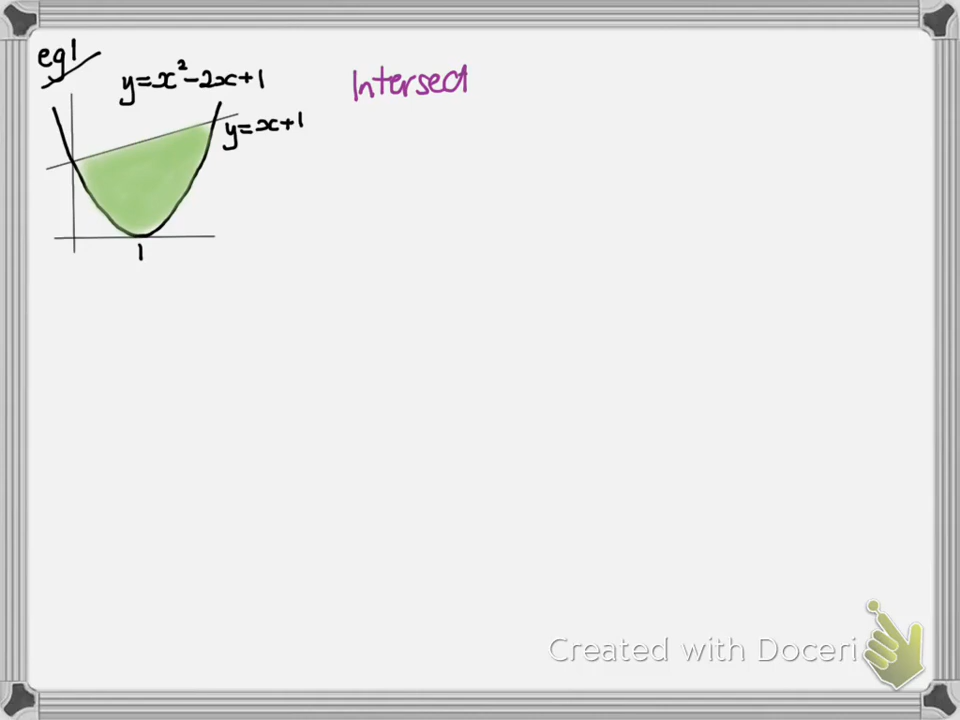 eg1
y=x²-2x+1
Intersect
y=x+1
1
Created with Doceri